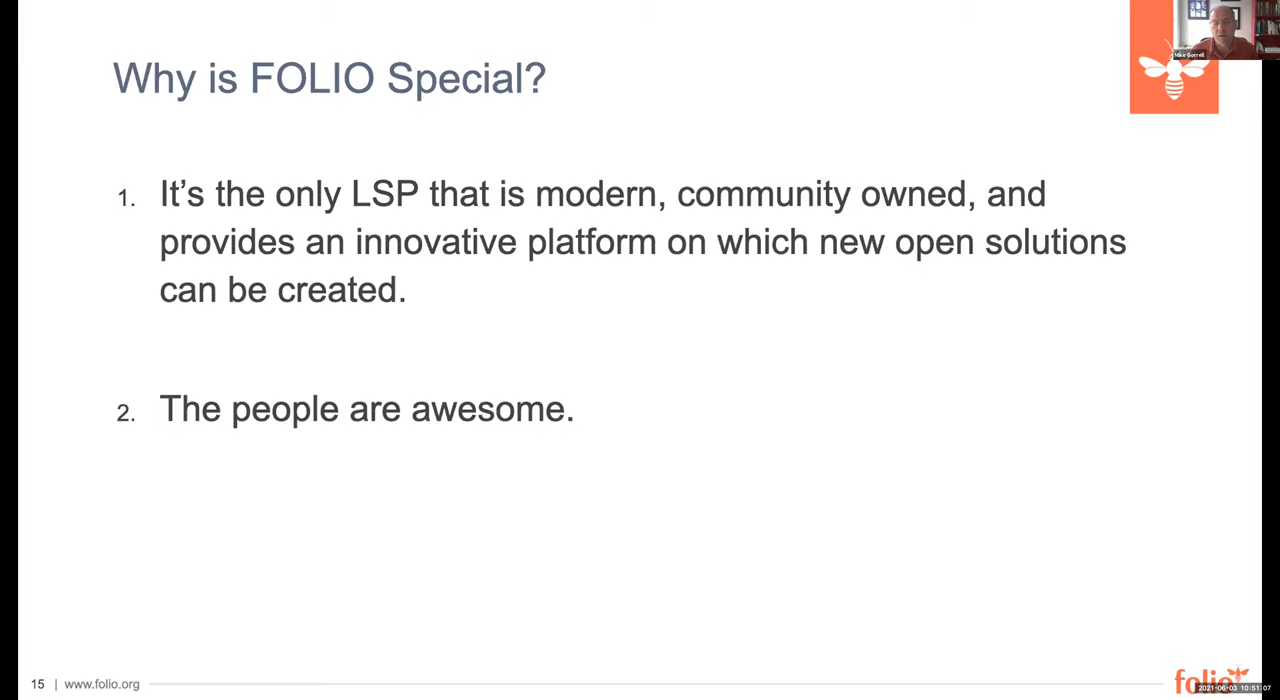 Why is FOLIO Special?
Mike Gorrell
1. It’s the only LSP that is modern, community owned, and
provides an innovative platform on which new open solutions
can be created.
2. The people are awesome.
15 | www.folio.org
folio
2021-06-03 10:51:07